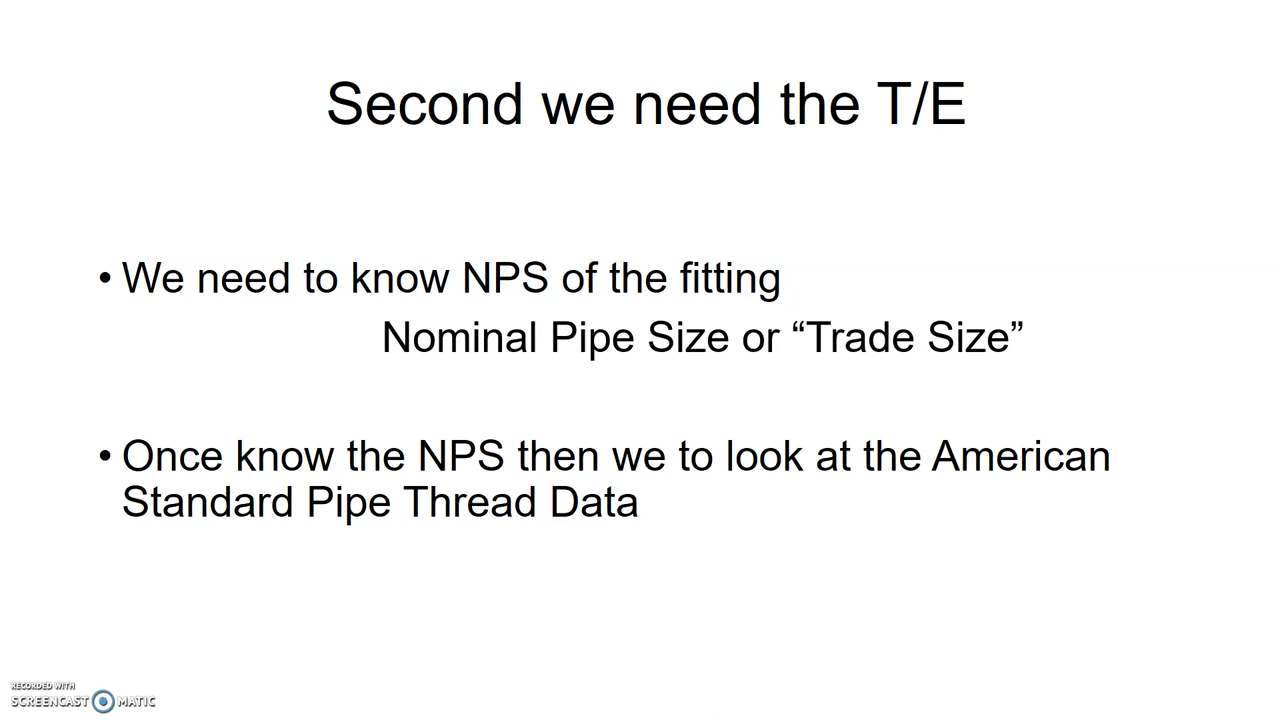 Second we need the T/E
• We need to know NPS of the fitting
Nominal Pipe Size or “Trade Size”
• Once know the NPS then we to look at the American
Standard Pipe Thread Data
RECORDED WITH
SCREENCAST MATIC